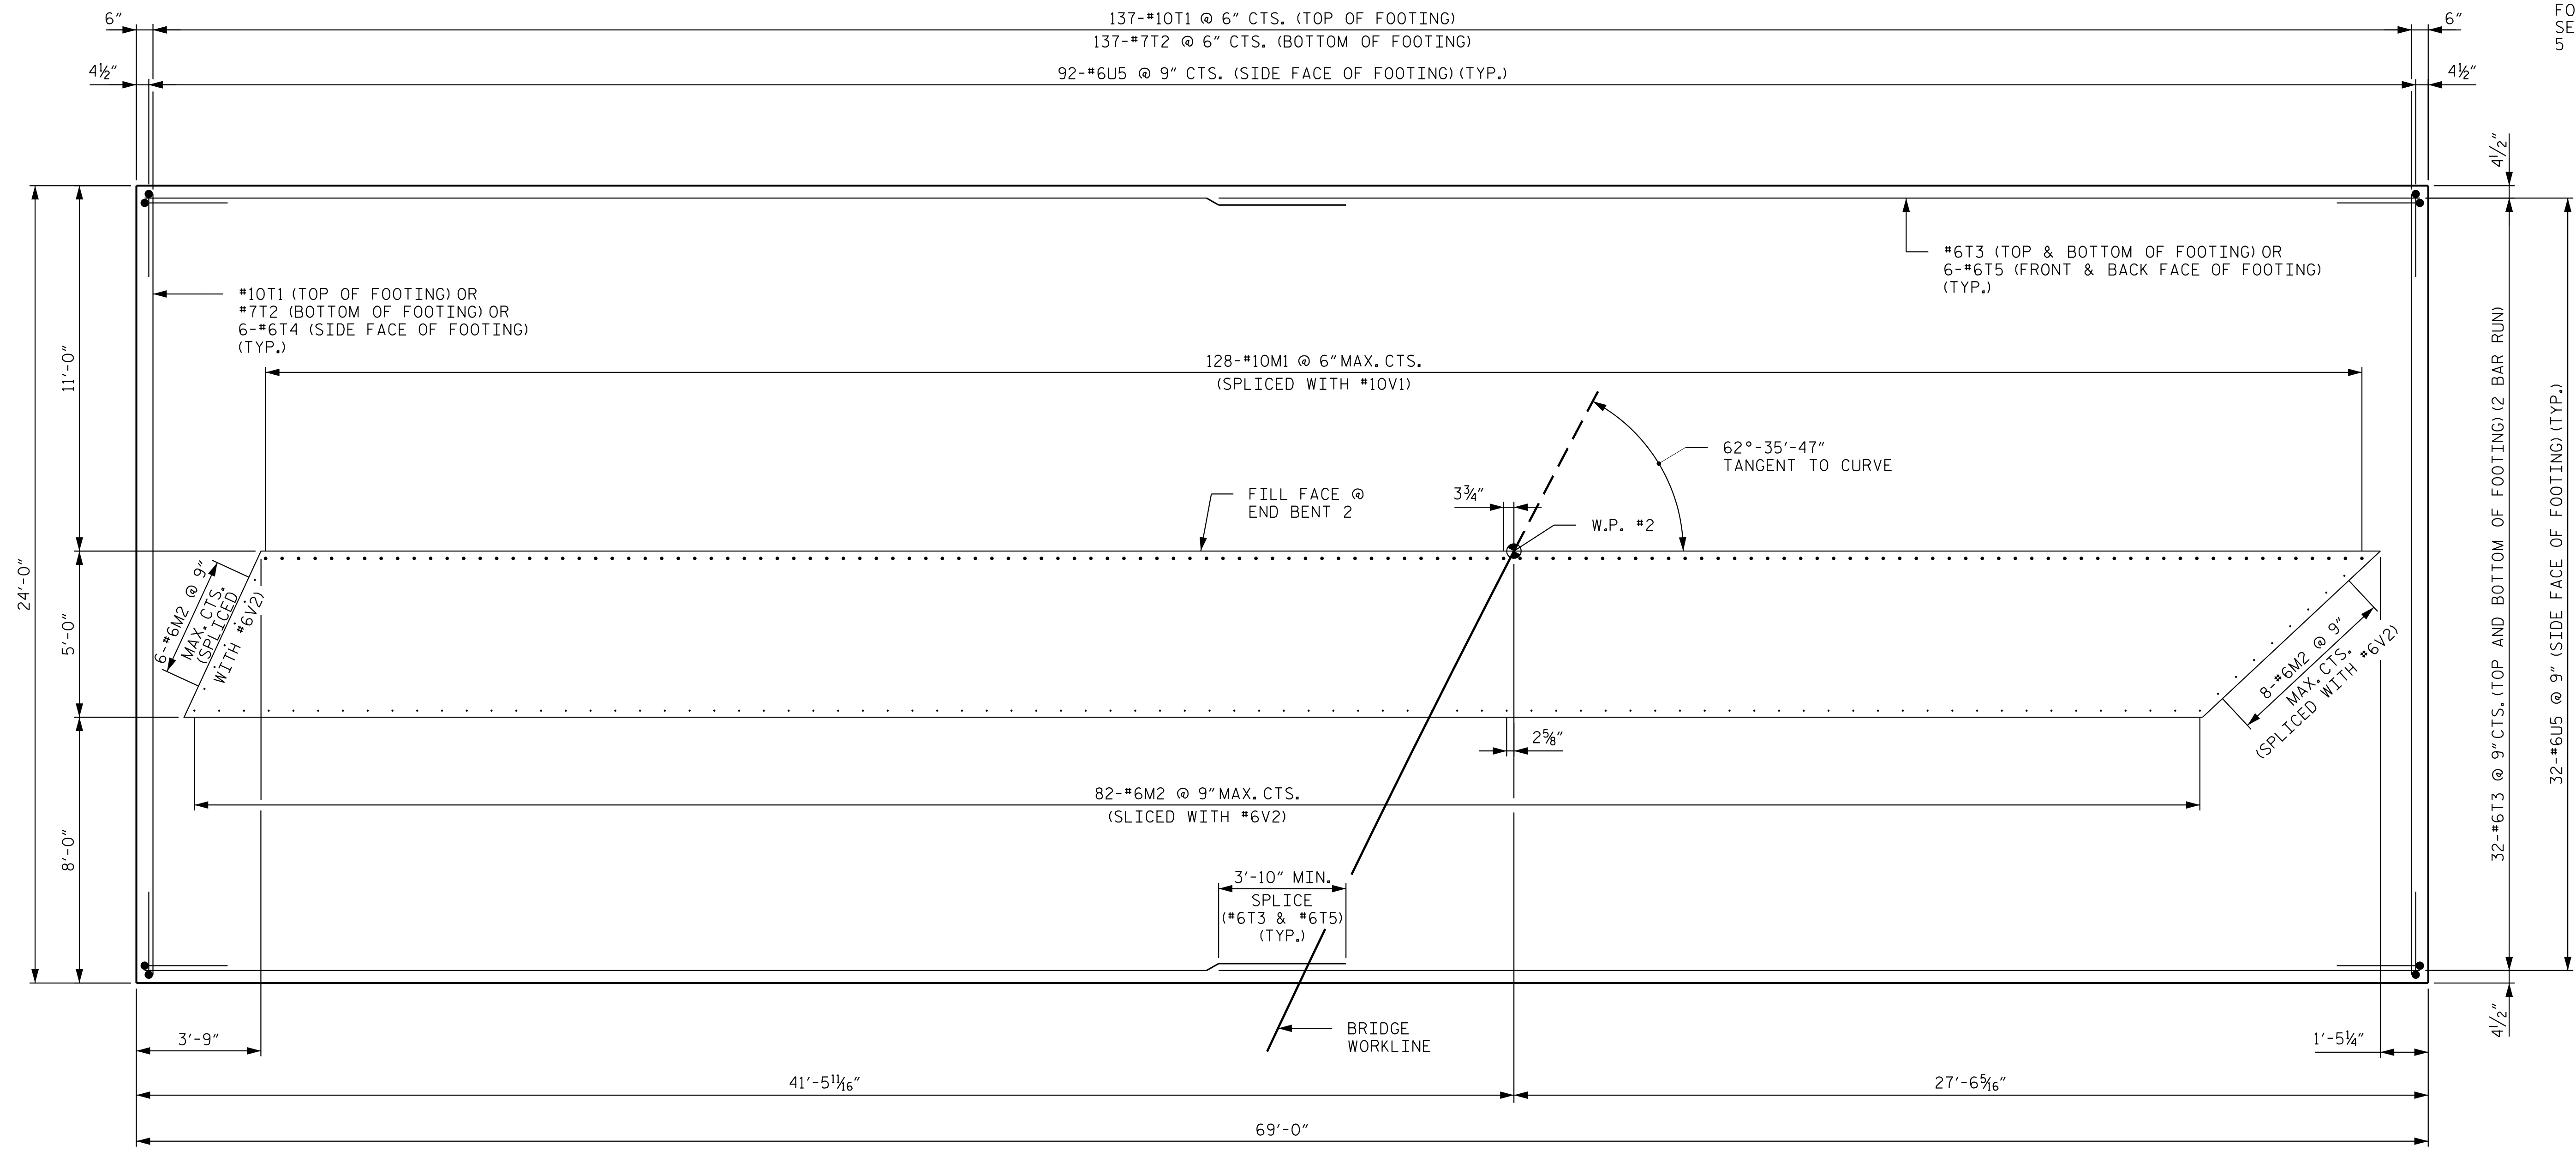 6" 137-#10T1 @ 6" CTS. (TOP OF FOOTING) 6"
137-#7T2 @ 6" CTS. (BOTTOM OF FOOTING)
FO
SE
5
4½" 92-#6U5 @ 9" CTS. (SIDE FACE OF FOOTING) (TYP.) 4½"
4½"
#6T3 (TOP & BOTTOM OF FOOTING) OR
6-#6T5 (FRONT & BACK FACE OF FOOTING)
(TYP.)
#10T1 (TOP OF FOOTING) OR
#7T2 (BOTTOM OF FOOTING) OR
6-#6T4 (SIDE FACE OF FOOTING)
(TYP.)
11'-0"
128-#10M1 @ 6" MAX. CTS.
(SPLICED WITH #10V1)
62°-35'-47"
TANGENT TO CURVE
FILL FACE @
END BENT 2
3¾"
W.P. #2
24'-0"
5'-0"
6-#6M2 @ 9"
MAX. CTS.
(SPLICED
WITH #6V2)
8-#6M2 @ 9"
MAX. CTS.
(SPLICED WITH #6V2)
32-#6T3 @ 9" CTS. (TOP AND BOTTOM OF FOOTING) (2 BAR RUN)
32-#6U5 @ 9" (SIDE FACE OF FOOTING) (TYP.)
2⅝"
82-#6M2 @ 9" MAX. CTS.
(SLICED WITH #6V2)
8'-0"
3'-10" MIN.
SPLICE
(#6T3 & #6T5)
(TYP.)
4½"
BRIDGE
WORKLINE
3'-9"
1'-5¼"
41'-5 11/16"
27'-6 5/16"
69'-0"